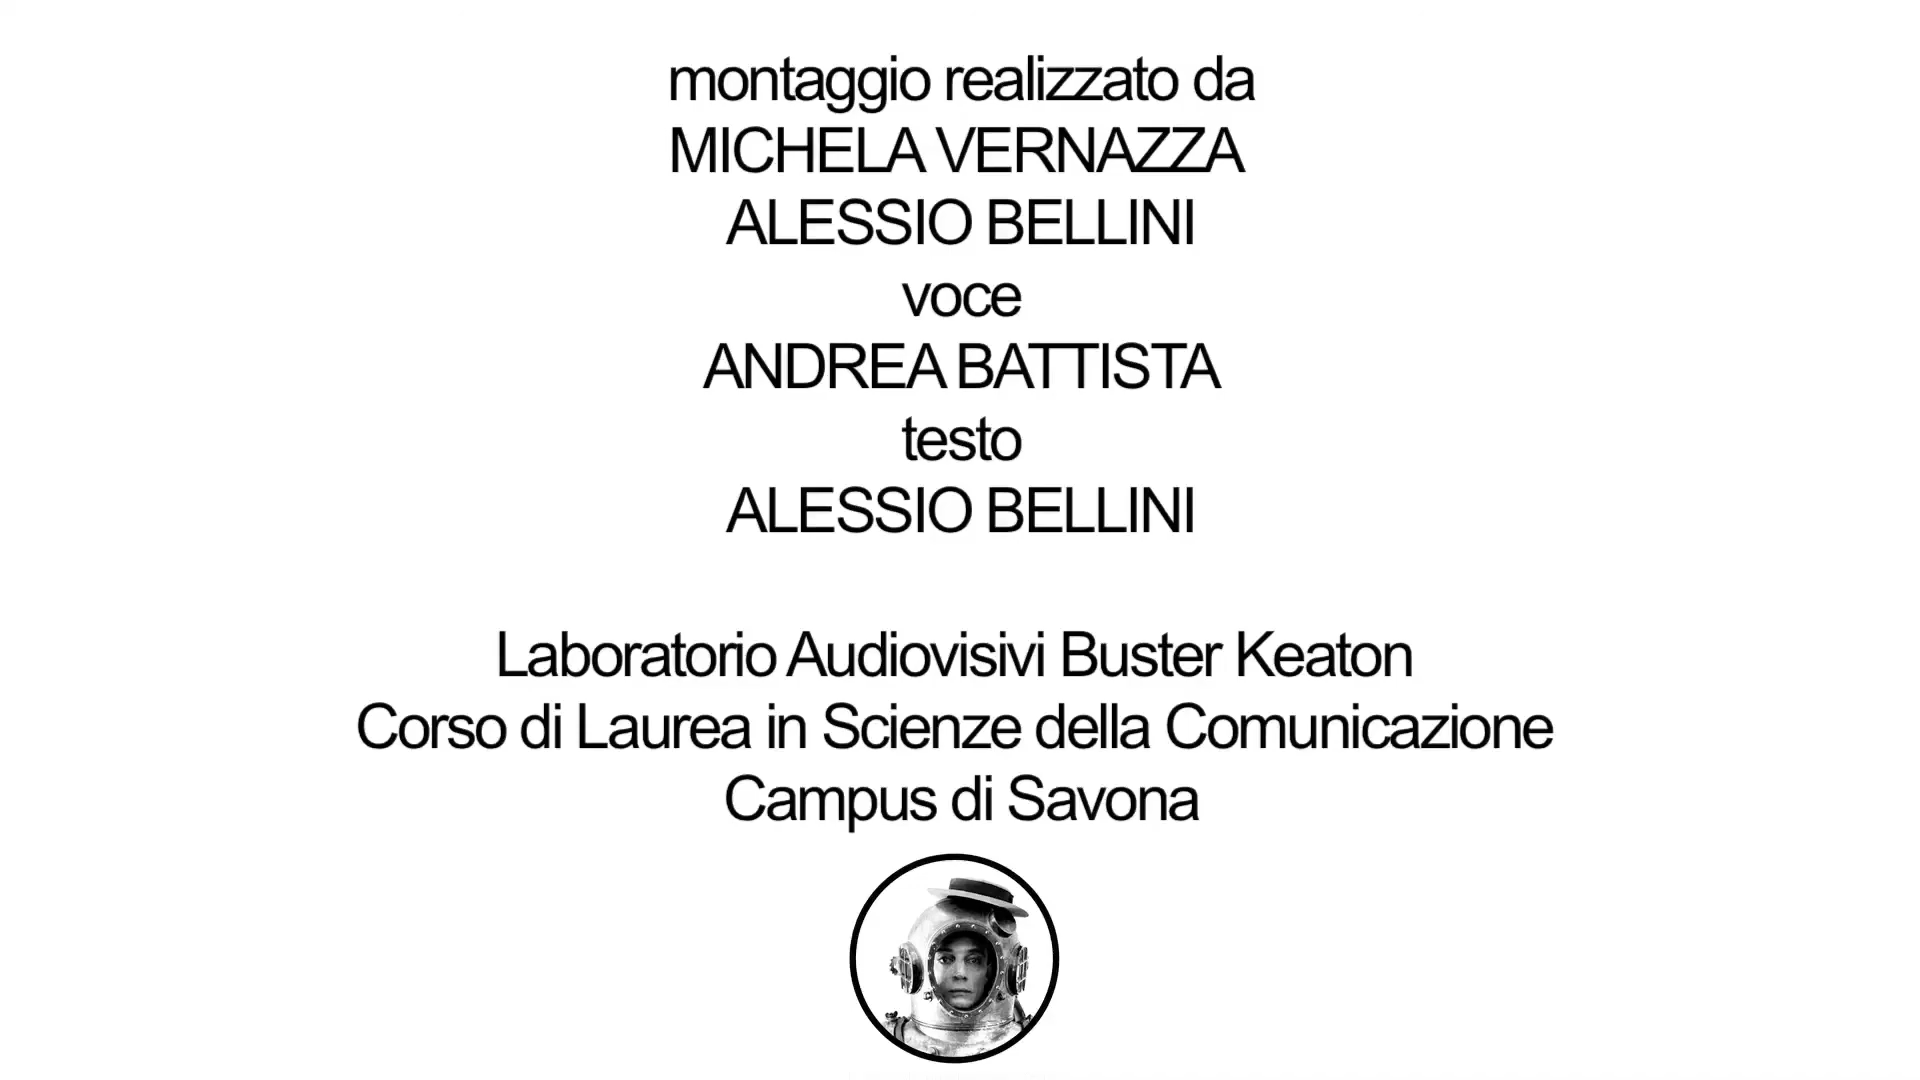 montaggio realizzato da
MICHELA VERNAZZA
ALESSIO BELLINI
voce
ANDREA BATTISTA
testo
ALESSIO BELLINI
Laboratorio Audiovisivi Buster Keaton
Corso di Laurea in Scienze della Comunicazione
Campus di Savona